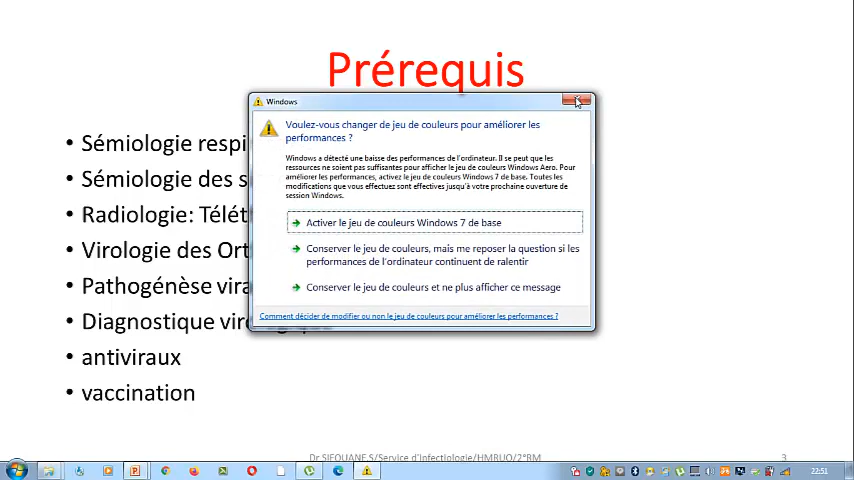 Prérequis
Windows
Voulez-vous changer de jeu de couleurs pour améliorer les
performances ?
Windows a détecté une baisse des performances de l'ordinateur. Il se peut que les
ressources ne soient pas suffisantes pour afficher le jeu de couleurs Windows Aero. Pour
améliorer les performances, activez le jeu de couleurs Windows 7 de base. Toutes les
modifications que vous effectuez sont effectives jusqu'à votre prochaine ouverture de
session Windows.
Activer le jeu de couleurs Windows 7 de base
Conserver le jeu de couleurs, mais me reposer la question si les
performances de l'ordinateur continuent de ralentir
Conserver le jeu de couleurs et ne plus afficher ce message
Comment décider de modifier ou non le jeu de couleurs pour améliorer les performances ?
• Sémiologie respi
• Sémiologie des s
• Radiologie: Téléth
• Virologie des Ort
• Pathogénèse vira
• Diagnostique
• antiviraux
• vaccination
Dr SIFOUANE.S/Service d'Infectiologie/HMRUO/2°RM
3
22:51